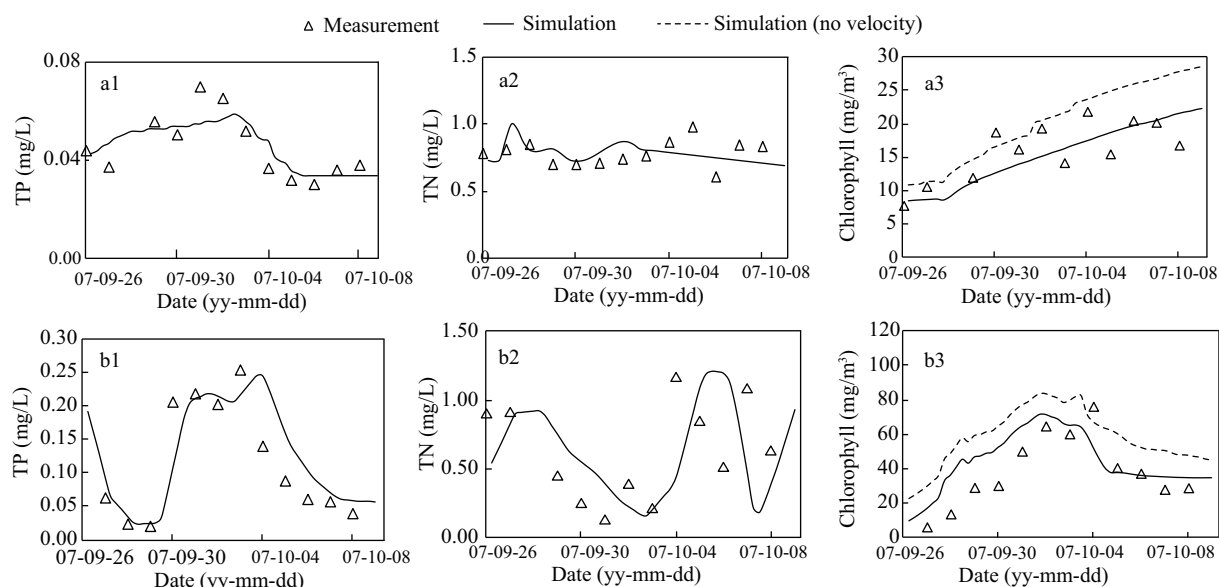 Measurement Simulation Simulation (no velocity)
a1
TP (mg/L)
0.08
0.04
0.00
07-09-26 07-09-30 07-10-04 07-10-08
Date (yy-mm-dd)
a2
TN (mg/L)
1.5
1.0
0.5
0.0
07-09-26 07-09-30 07-10-04 07-10-08
Date (yy-mm-dd)
a3
Chlorophyll (mg/m³)
30
25
20
15
10
5
0
07-09-26 07-09-30 07-10-04 07-10-08
Date (yy-mm-dd)
b1
TP (mg/L)
0.30
0.25
0.20
0.15
0.10
0.05
0.00
07-09-26 07-09-30 07-10-04 07-10-08
Date (yy-mm-dd)
b2
TN (mg/L)
1.50
1.00
0.50
0.00
07-09-26 07-09-30 07-10-04 07-10-08
Date (yy-mm-dd)
b3
Chlorophyll (mg/m³)
120
100
80
60
40
20
0
07-09-26 07-09-30 07-10-04 07-10-08
Date (yy-mm-dd)